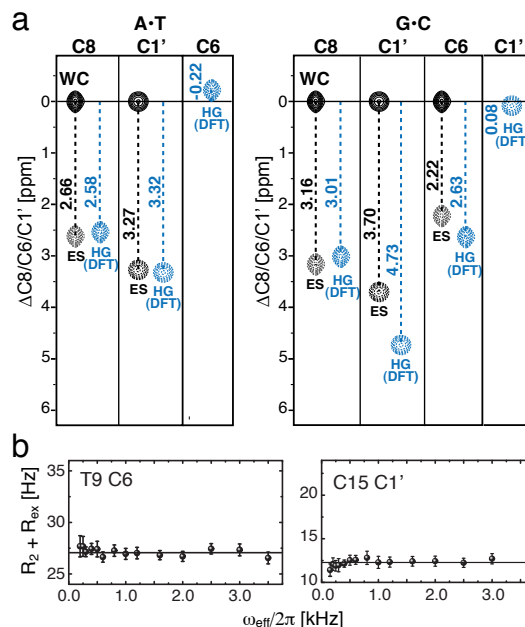 a
A•T
G•C
C8 C1' C6
C8 C1' C6 C1'
WC
WC
-0.22
HG
(DFT)
0.08
HG
(DFT)
0
1
2
3
4
5
6
ΔC8/C6/C1' [ppm]
2.66
2.58
3.27
3.32
ES
HG
(DFT)
ES
HG
(DFT)
0
1
2
3
4
5
6
ΔC8/C6/C1' [ppm]
3.16
3.01
3.70
4.73
2.22
2.63
ES
HG
(DFT)
ES
HG
(DFT)
ES
HG
(DFT)
b
T9 C6
C15 C1'
R2 + Rex [Hz]
35
30
25
20
15
10
0.0 1.0 2.0 3.0
0.0 1.0 2.0 3.0
ωeff/2π [kHz]